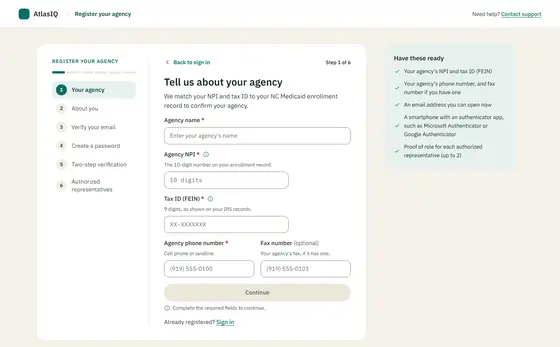 AtlasIQ
Register your agency
Need help? Contact support
REGISTER YOUR AGENCY
1 Your agency
2 About you
3 Verify your email
4 Create a password
5 Two-step verification
6 Authorized
representatives
Back to sign in
Step 1 of 6
Tell us about your agency
We match your NPI and tax ID to your NC Medicaid enrollment
record to confirm your agency.
Agency name *
Enter your agency's name
Agency NPI *
The 10-digit number on your enrollment record.
10 digits
Tax ID (FEIN) *
9 digits, as shown on your IRS records.
XX-XXXXXXX
Agency phone number *
Cell phone or landline.
(919) 555-0100
Fax number (optional)
Your agency's fax, if it has one.
(919) 555-0101
Continue
Complete the required fields to continue.
Already registered? Sign in
Have these ready
Your agency's NPI and tax ID (FEIN)
Your agency's phone number, and fax
number if you have one
An email address you can open now
A smartphone with an authenticator app,
such as Microsoft Authenticator or
Google Authenticator
Proof of role for each authorized
representative (up to 2)